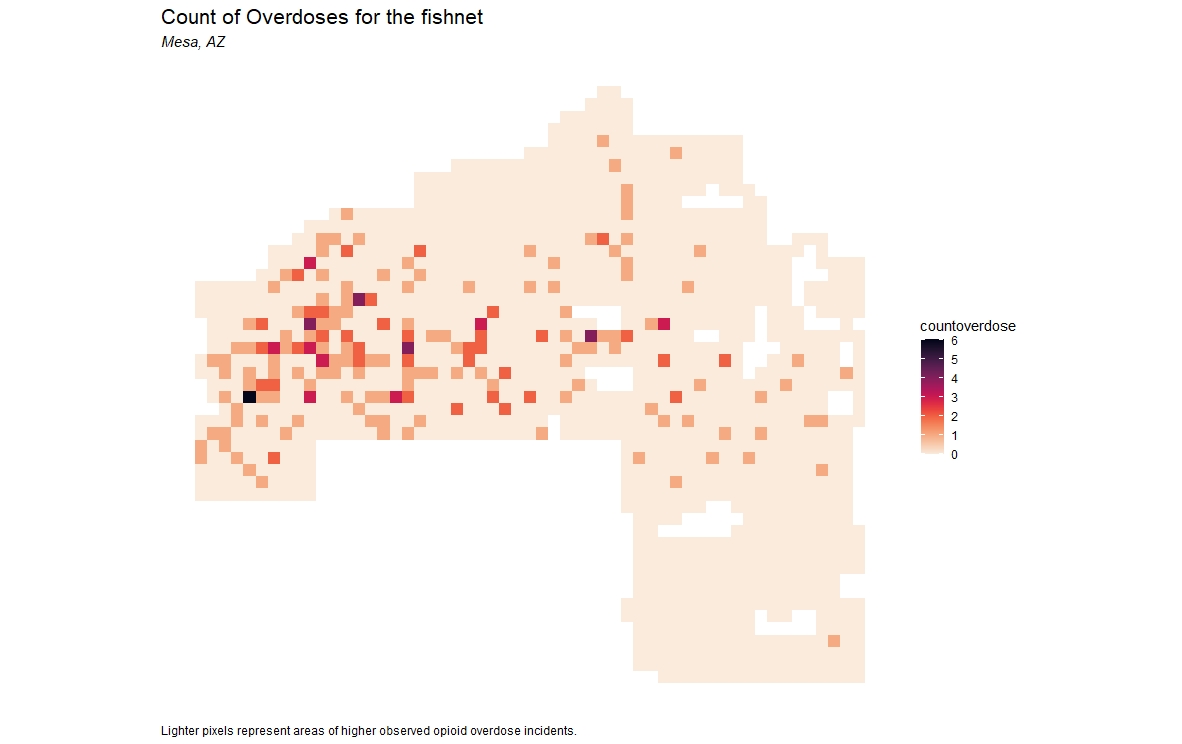 Count of Overdoses for the fishnet
Mesa, AZ
countoverdose
6
5
4
3
2
1
0
Lighter pixels represent areas of higher observed opioid overdose incidents.